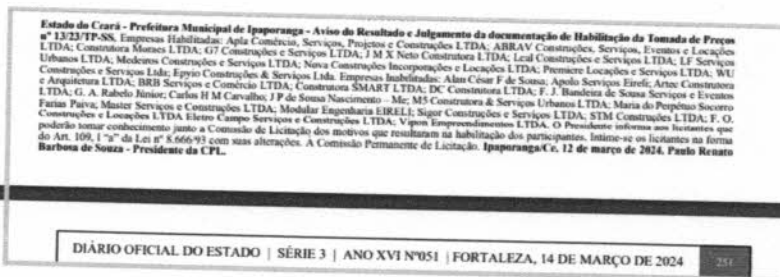 Estado do Ceará - Prefeitura Municipal de Ipaporanga - Aviso do Resultado e Julgamento da documentação de Habilitação da Tomada de Preços
nº 13/23/TP-SS. Empresas Habilitadas: Apla Comércio, Serviços, Projetos e Construções LTDA; ABRAV Construções, Serviços, Eventos e Locações
LTDA; Construtora Moraes LTDA; G7 Construções e Serviços LTDA; J M X Neto Construtora LTDA; Leal Construções e Serviços LTDA; LF Serviços
Urbanos LTDA; Medeiros Construções e Serviços LTDA; Nova Construções Incorporações e Locações LTDA; Premiere Locações e Serviços LTDA; WU
Construções e Serviços Ltda; Epyio Construções & Serviços Ltda. Empresas Inabilitadas: Alan César F de Sousa; Apolo Serviços Eireli; Artec Construtora
e Arquitetura LTDA; BRB Serviços e Comércio LTDA; Construtora SMART LTDA; DC Construtora LTDA; F. J. Bandeira de Sousa Serviços e Eventos
LTDA; G. A. Rabelo Júnior; Carlos H M Carvalho; J P de Sousa Nascimento – Me; M5 Construtora & Serviços Urbanos LTDA; Maria do Perpétuo Socorro
Farias Paiva; Master Serviços e Construções LTDA; Modular Engenharia EIRELI; Sigor Construções e Serviços LTDA; STM Construções LTDA; F. O.
Construções e Locações LTDA Eletro Campo Serviços e Construções LTDA; Vipon Empreendimentos LTDA. O Presidente informa aos licitantes que
poderão tomar conhecimento junto a Comissão de Licitação dos motivos que resultaram na habilitação dos participantes. Intime-se os licitantes na forma
do Art. 109, I "a" da Lei nº 8.666/93 com suas alterações. A Comissão Permanente de Licitação. Ipaporanga/Ce, 12 de março de 2024. Paulo Renato
Barbosa de Souza - Presidente da CPL.
DIÁRIO OFICIAL DO ESTADO | SÉRIE 3 | ANO XVI Nº051 | FORTALEZA, 14 DE MARÇO DE 2024 251